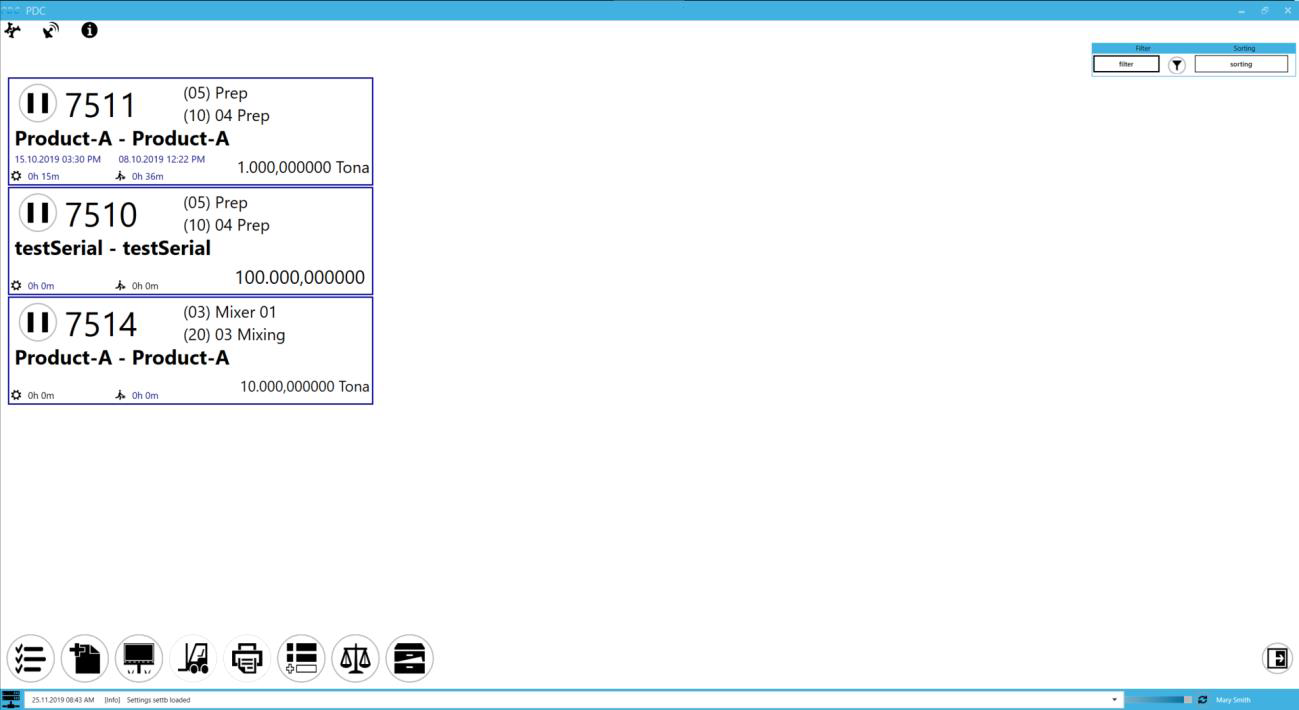 PDC
Filter Sorting
filter sorting
7511
(05) Prep
(10) 04 Prep
Product-A - Product-A
15.10.2019 03:30 PM 08.10.2019 12:22 PM
1.000,000000 Tona
0h 15m 0h 36m
7510
(05) Prep
(10) 04 Prep
testSerial - testSerial
100.000,000000
0h 0m 0h 0m
7514
(03) Mixer 01
(20) 03 Mixing
Product-A - Product-A
10.000,000000 Tona
0h 0m 0h 0m
25.11.2019 08:43 AM [Info] Settings settb loaded Mary Smith